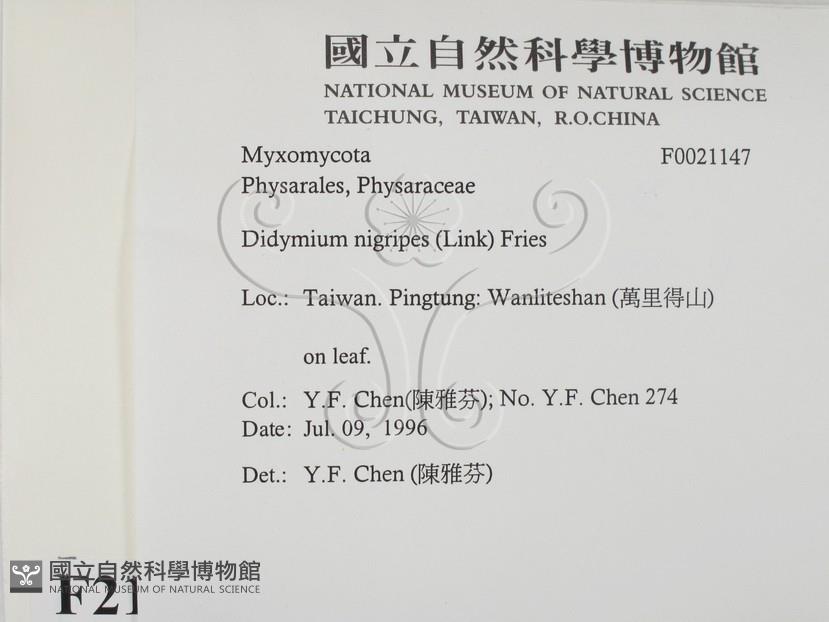 國立自然科學博物館
NATIONAL MUSEUM OF NATURAL SCIENCE
TAICHUNG, TAIWAN, R.O.CHINA
Myxomycota F0021147
Physarales, Physaraceae
Didymium nigripes (Link) Fries
Loc.: Taiwan. Pingtung: Wanliteshan (萬里得山)
on leaf.
Col.: Y.F. Chen(陳雅芬); No. Y.F. Chen 274
Date: Jul. 09, 1996
Det.: Y.F. Chen (陳雅芬)
國立自然科學博物館
NATIONAL MUSEUM OF NATURAL SCIENCE
F21